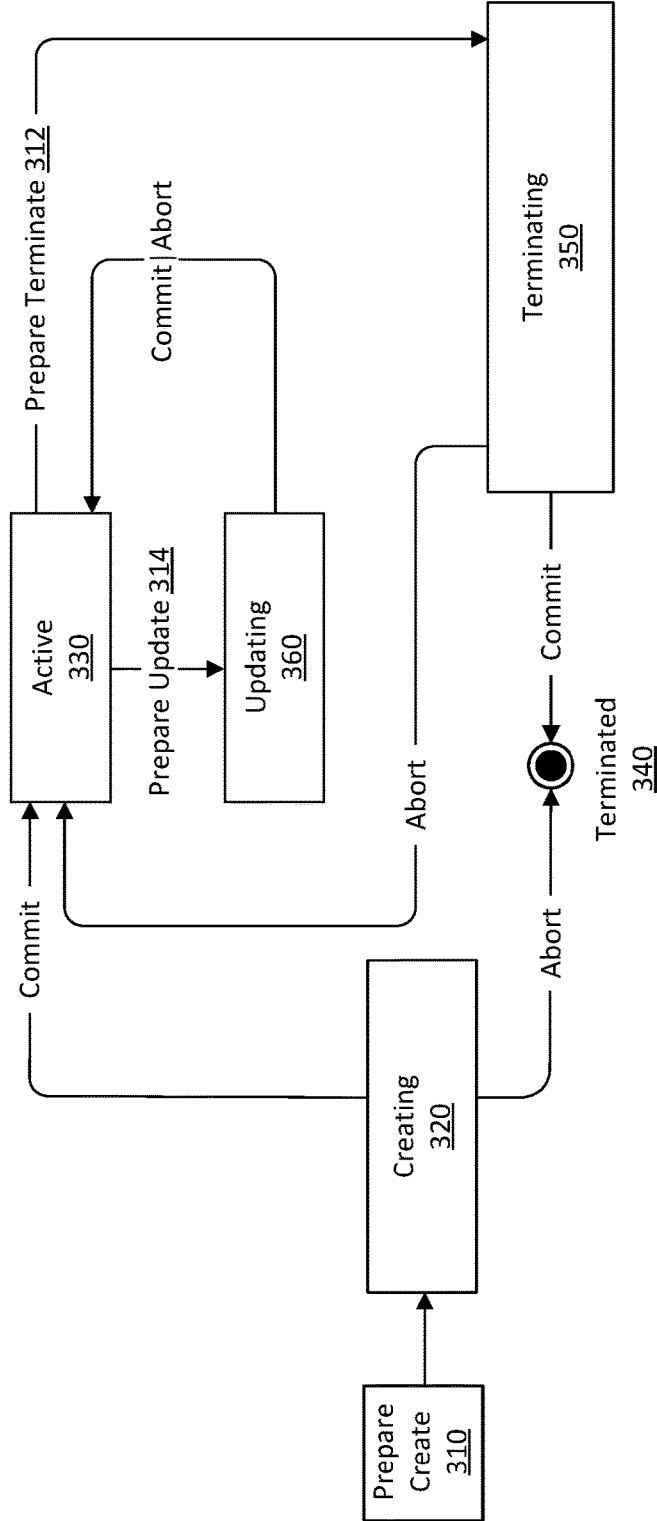 Prepare
Create
310
Creating
320
Commit
Abort
Active
330
Prepare Update 314
Updating
360
Commit
Abort
Prepare Terminate 312
Abort
Terminated
340
Commit
Terminating
350